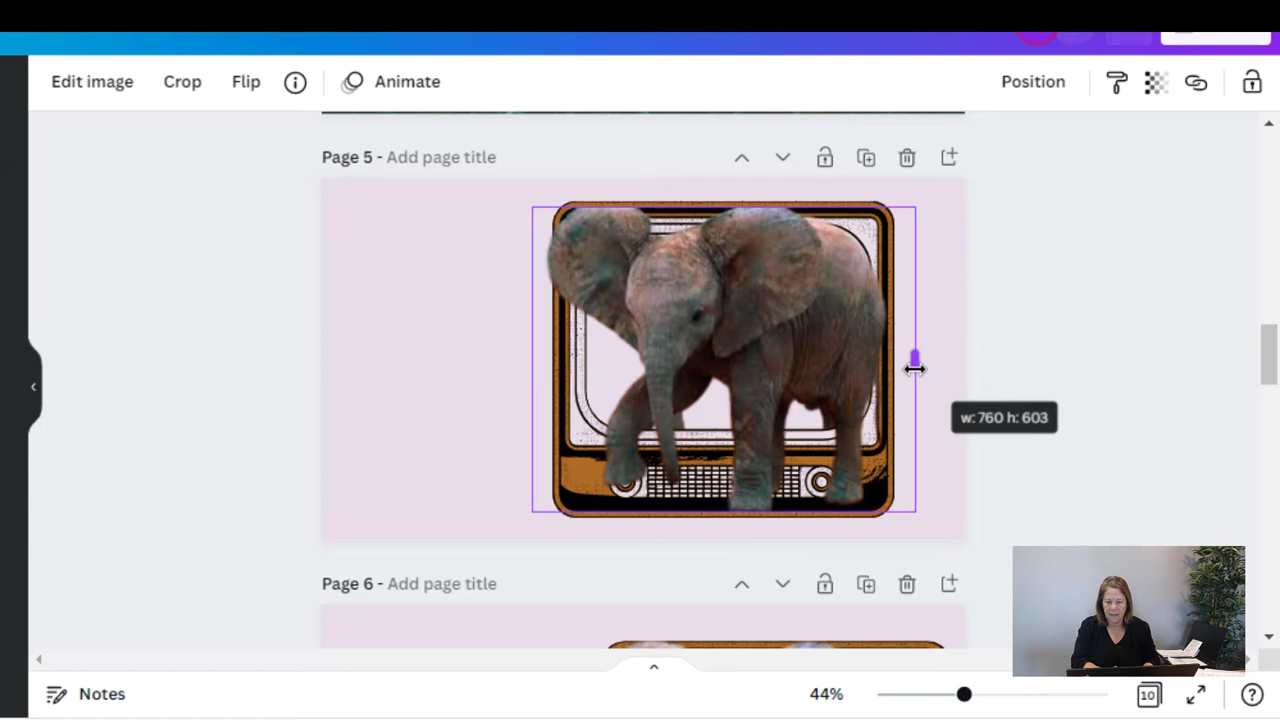 Edit image Crop Flip Animate Position
Page 5 - Add page title
w: 760 h: 603
Page 6 - Add page title
Notes 44% 10